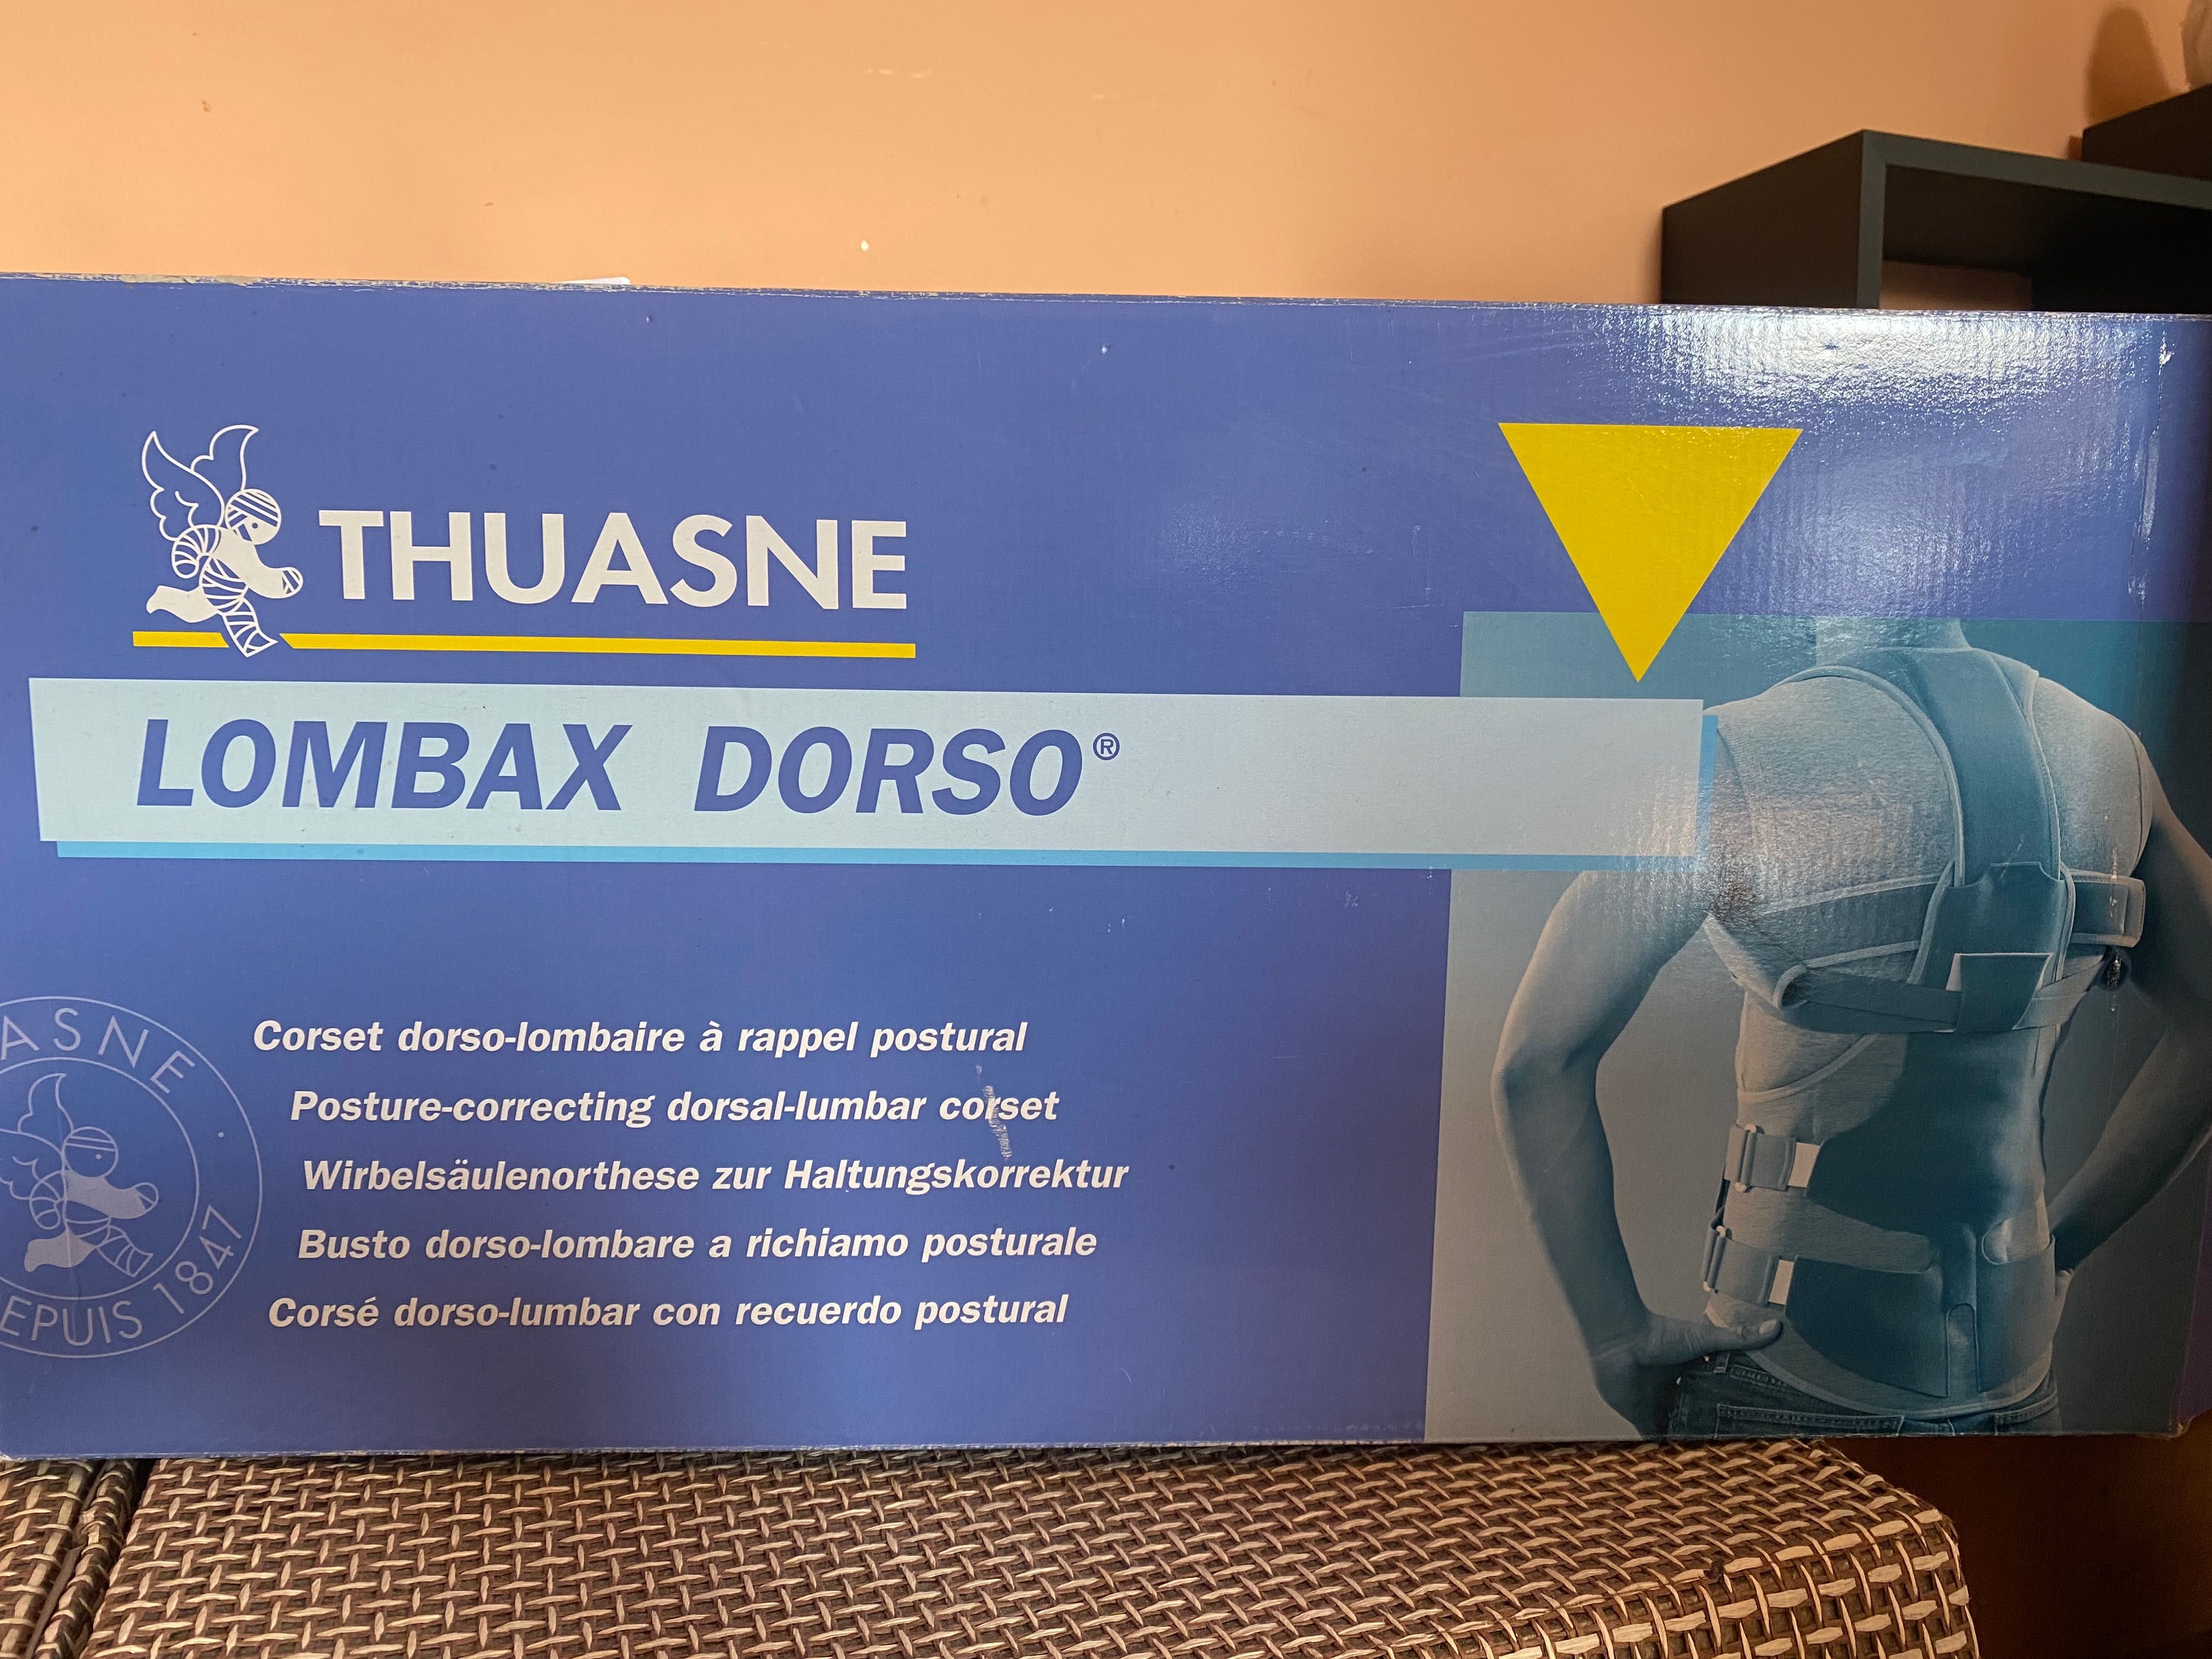 THUASNE
LOMBAX DORSO®
Corset dorso-lombaire à rappel postural
Posture-correcting dorsal-lumbar corset
Wirbelsäulenorthese zur Haltungskorrektur
Busto dorso-lombare a richiamo posturale
Corsé dorso-lumbar con recuerdo postural
ASNE
EPUIS 1847